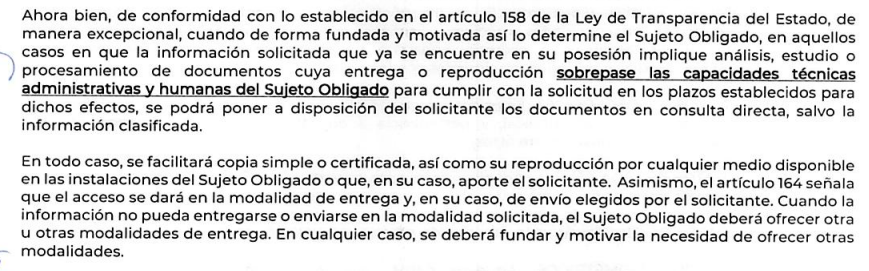 Ahora bien, de conformidad con lo establecido en el artículo 158 de la Ley de Transparencia del Estado, de
manera excepcional, cuando de forma fundada y motivada así lo determine el Sujeto Obligado, en aquellos
casos en que la información solicitada que ya se encuentre en su posesión implique análisis, estudio o
procesamiento de documentos cuya entrega o reproducción sobrepase las capacidades técnicas
administrativas y humanas del Sujeto Obligado para cumplir con la solicitud en los plazos establecidos para
dichos efectos, se podrá poner a disposición del solicitante los documentos en consulta directa, salvo la
información clasificada.

En todo caso, se facilitará copia simple o certificada, así como su reproducción por cualquier medio disponible
en las instalaciones del Sujeto Obligado o que, en su caso, aporte el solicitante. Asimismo, el artículo 164 señala
que el acceso se dará en la modalidad de entrega y, en su caso, de envío elegidos por el solicitante. Cuando la
información no pueda entregarse o enviarse en la modalidad solicitada, el Sujeto Obligado deberá ofrecer otra
u otras modalidades de entrega. En cualquier caso, se deberá fundar y motivar la necesidad de ofrecer otras
modalidades.